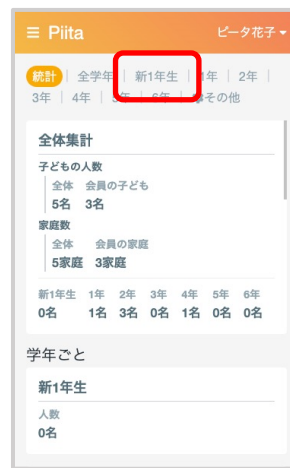 ≡ Piita ピータ花子
統計 | 全学年 | 新1年生 | 1年 | 2年 |
3年 | 4年 | 5年 | 6年 | その他
全体集計
子どもの人数
全体 会員の子ども
5名 3名
家庭数
全体 会員の家庭
5家庭 3家庭
新1年生 1年 2年 3年 4年 5年 6年
0名 1名 3名 0名 1名 0名 0名
学年ごと
新1年生
人数
0名